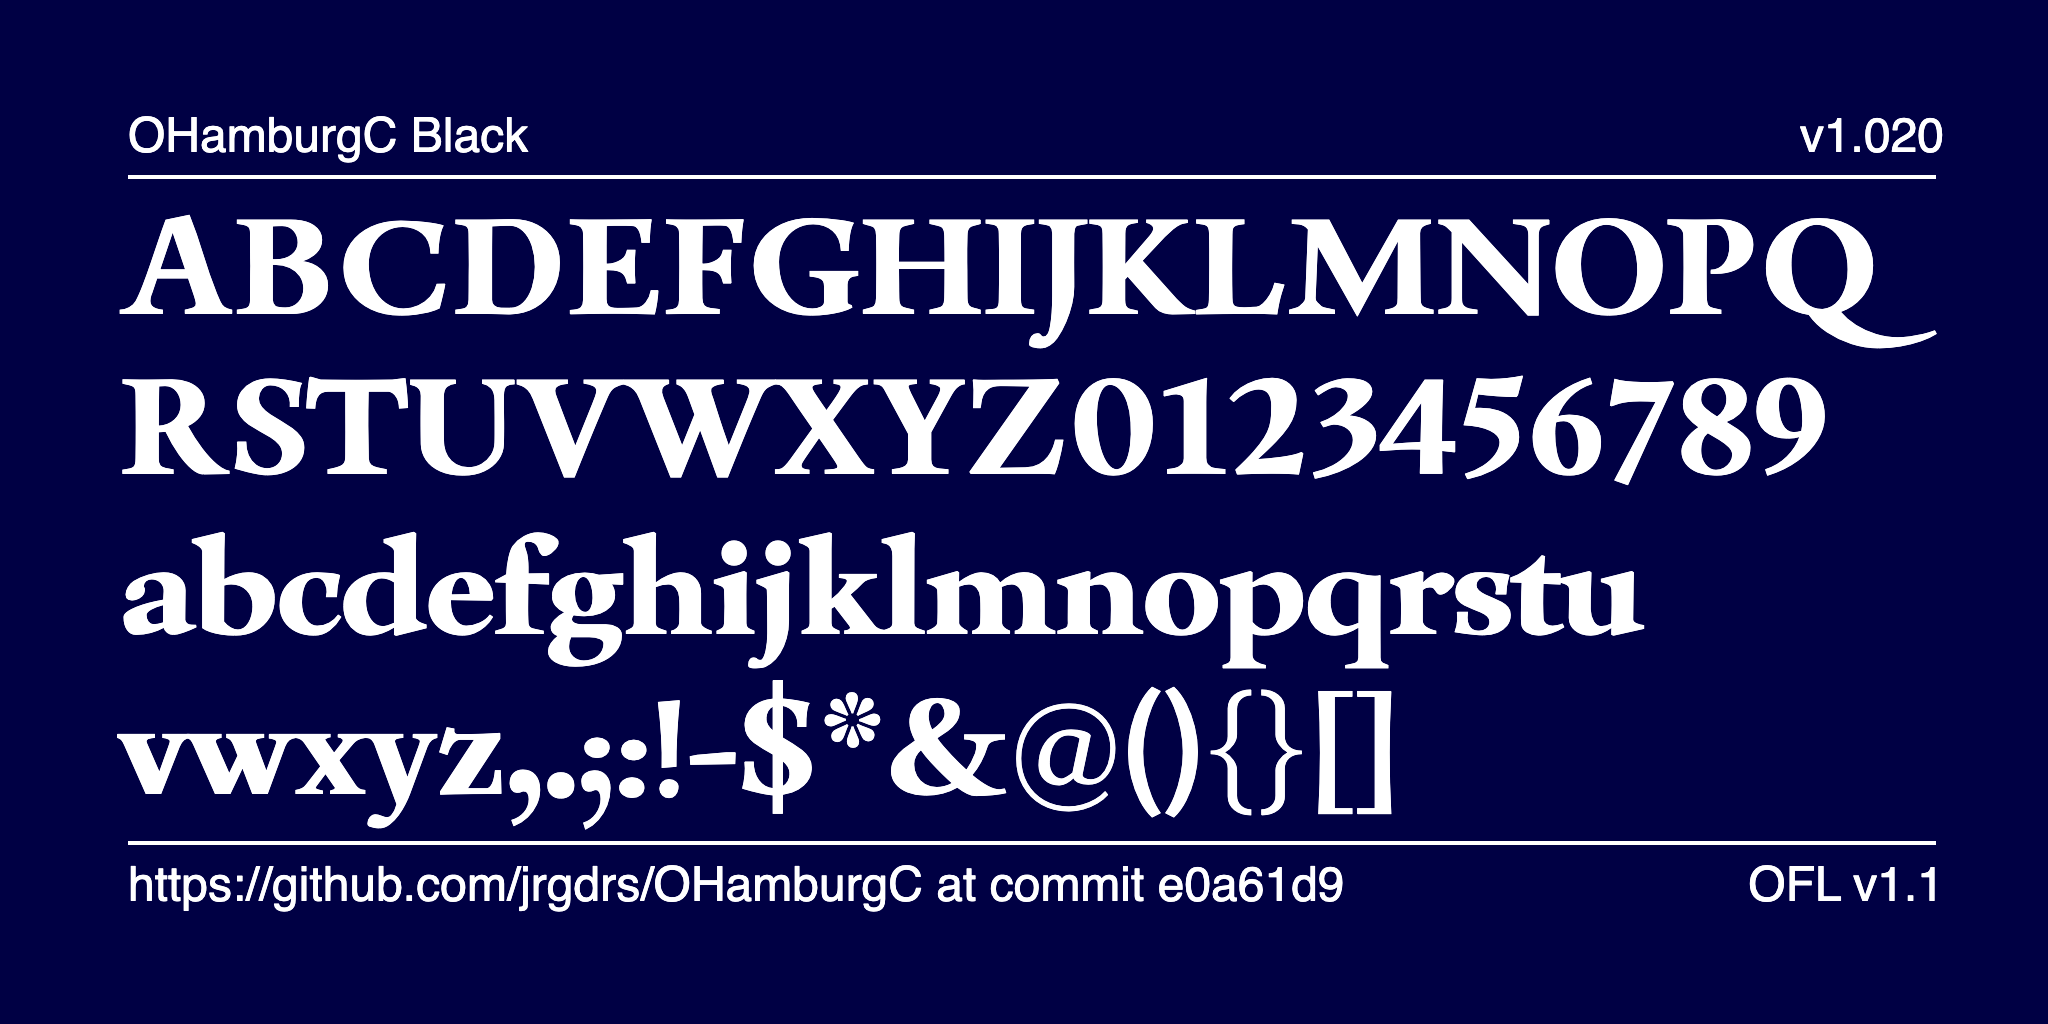 OHamburgC Black
v1.020
ABCDEFGHIJKLMNOPQ
RSTUVWXYZ0123456789
abcdefghijklmnopqrstu
vwxyz,.;:!-$*&@(){}[]
https://github.com/jrgdrs/OHamburgC at commit e0a61d9
OFL v1.1